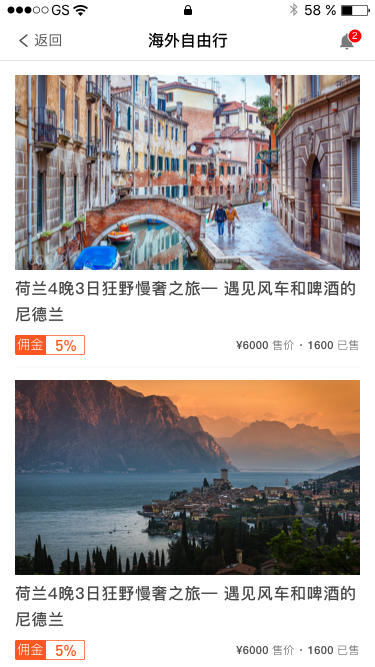 GS 58 %
返回 海外自由行 2
荷兰4晚3日狂野慢奢之旅— 遇见风车和啤酒的
尼德兰
佣金 5% ¥6000 售价 · 1600 已售
荷兰4晚3日狂野慢奢之旅— 遇见风车和啤酒的
尼德兰
佣金 5% ¥6000 售价 · 1600 已售